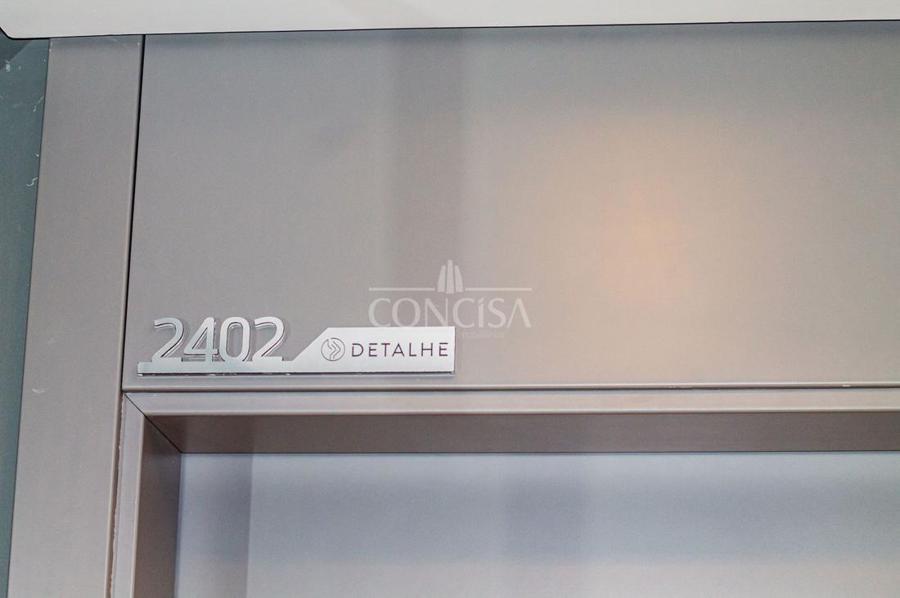 CONCISA
2402 DETALHE